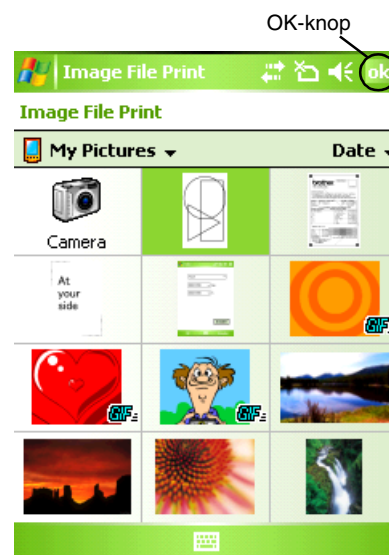 OK-knop
Image File Print
ok
Image File Print
My Pictures
Date
Camera
brother
At
your
side
GIF
GIF
GIF